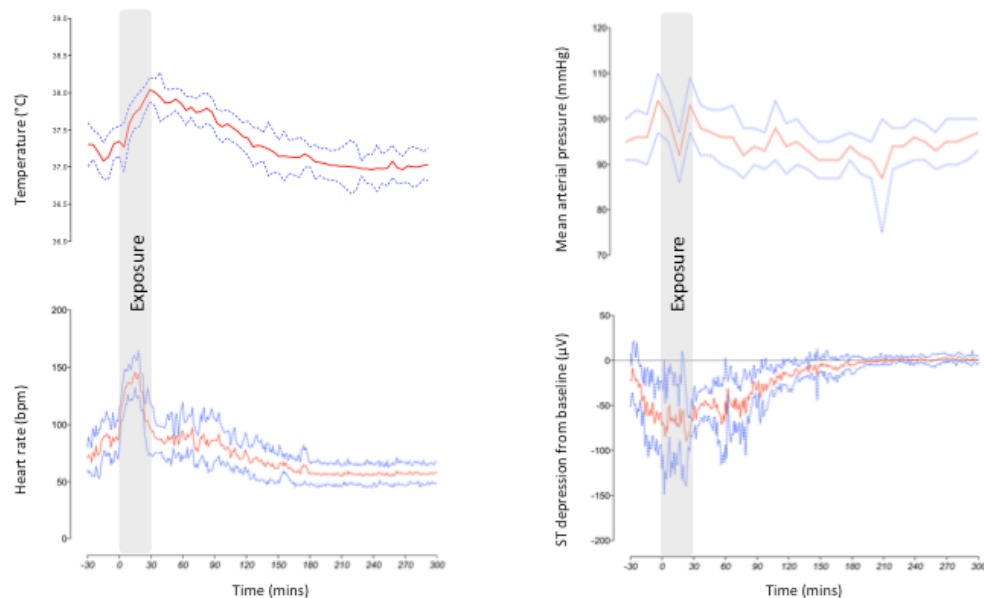 Temperature (°C)
39.0
38.5
38.0
37.5
37.0
36.5
36.0
Exposure
Heart rate (bpm)
200
150
100
50
0
-30 0 30 60 90 120 150 180 210 240 270 300
Time (mins)
Mean arterial pressure (mmHg)
120
110
100
90
80
70
Exposure
ST depression from baseline (µV)
50
0
-50
-100
-150
-200
-30 0 30 60 90 120 150 180 210 240 270 300
Time (mins)